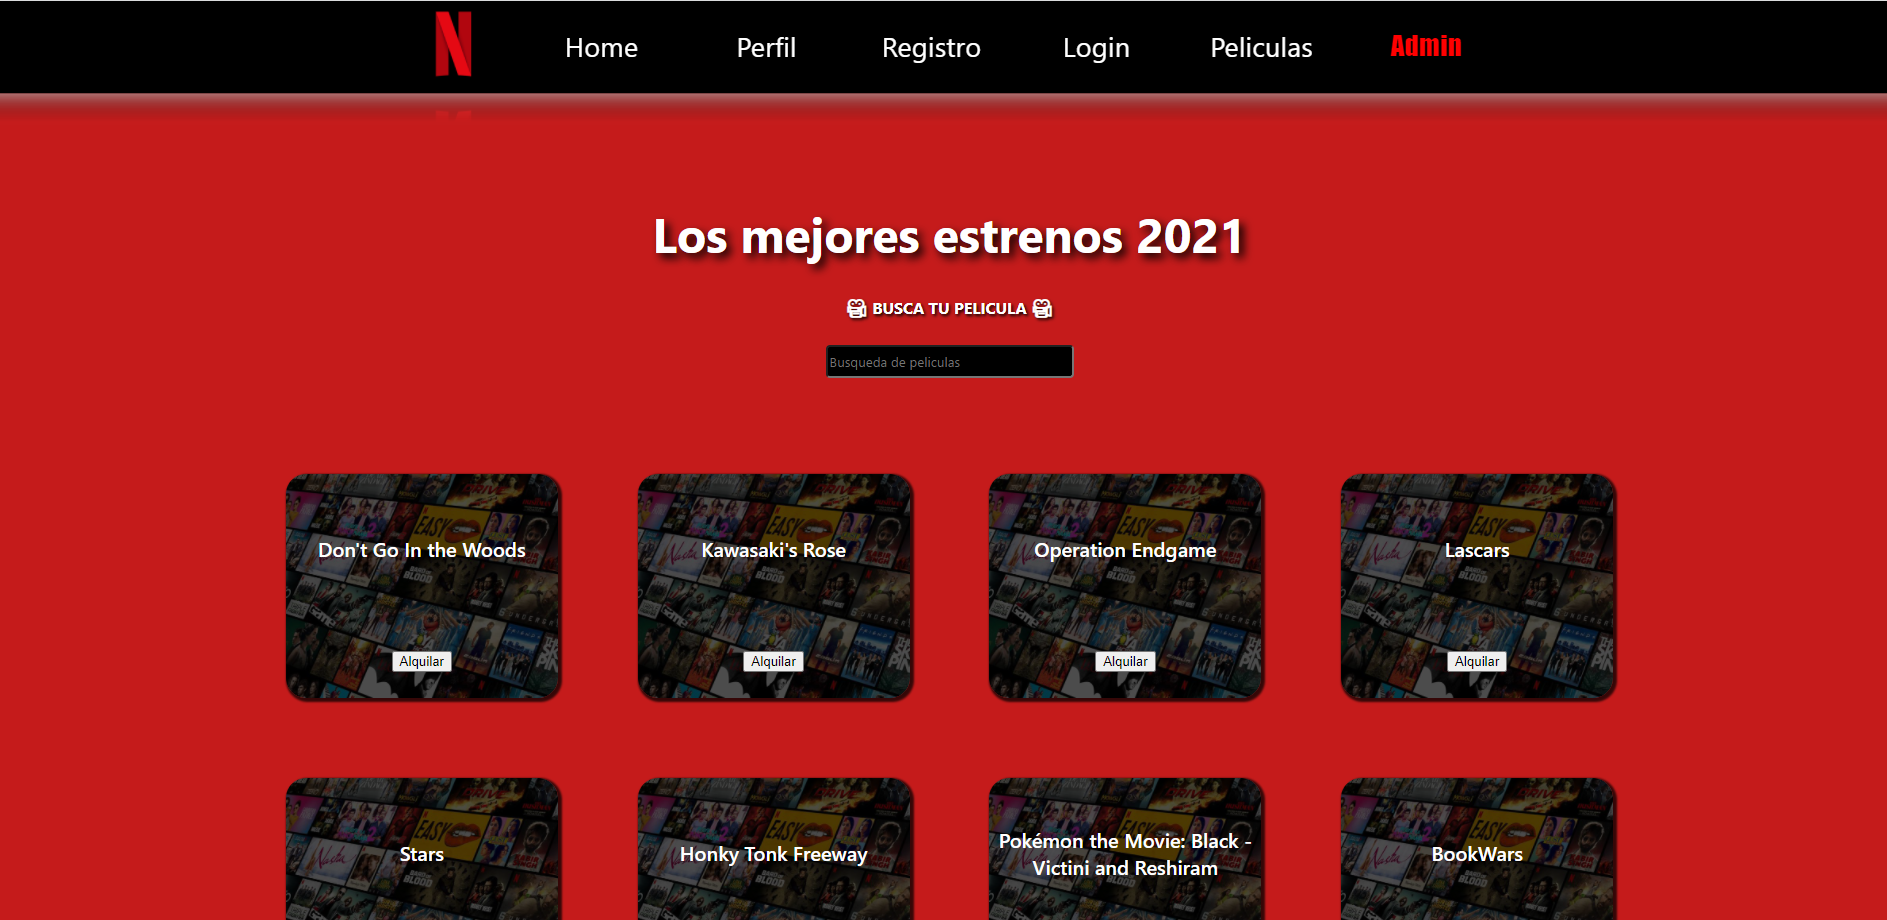 N
Home Perfil Registro Login Peliculas Admin
Los mejores estrenos 2021
BUSCA TU PELICULA
Busqueda de peliculas
Don't Go In the Woods
Alquilar
Kawasaki's Rose
Alquilar
Operation Endgame
Alquilar
Lascars
Alquilar
Stars
Honky Tonk Freeway
Pokémon the Movie: Black -
Victini and Reshiram
BookWars